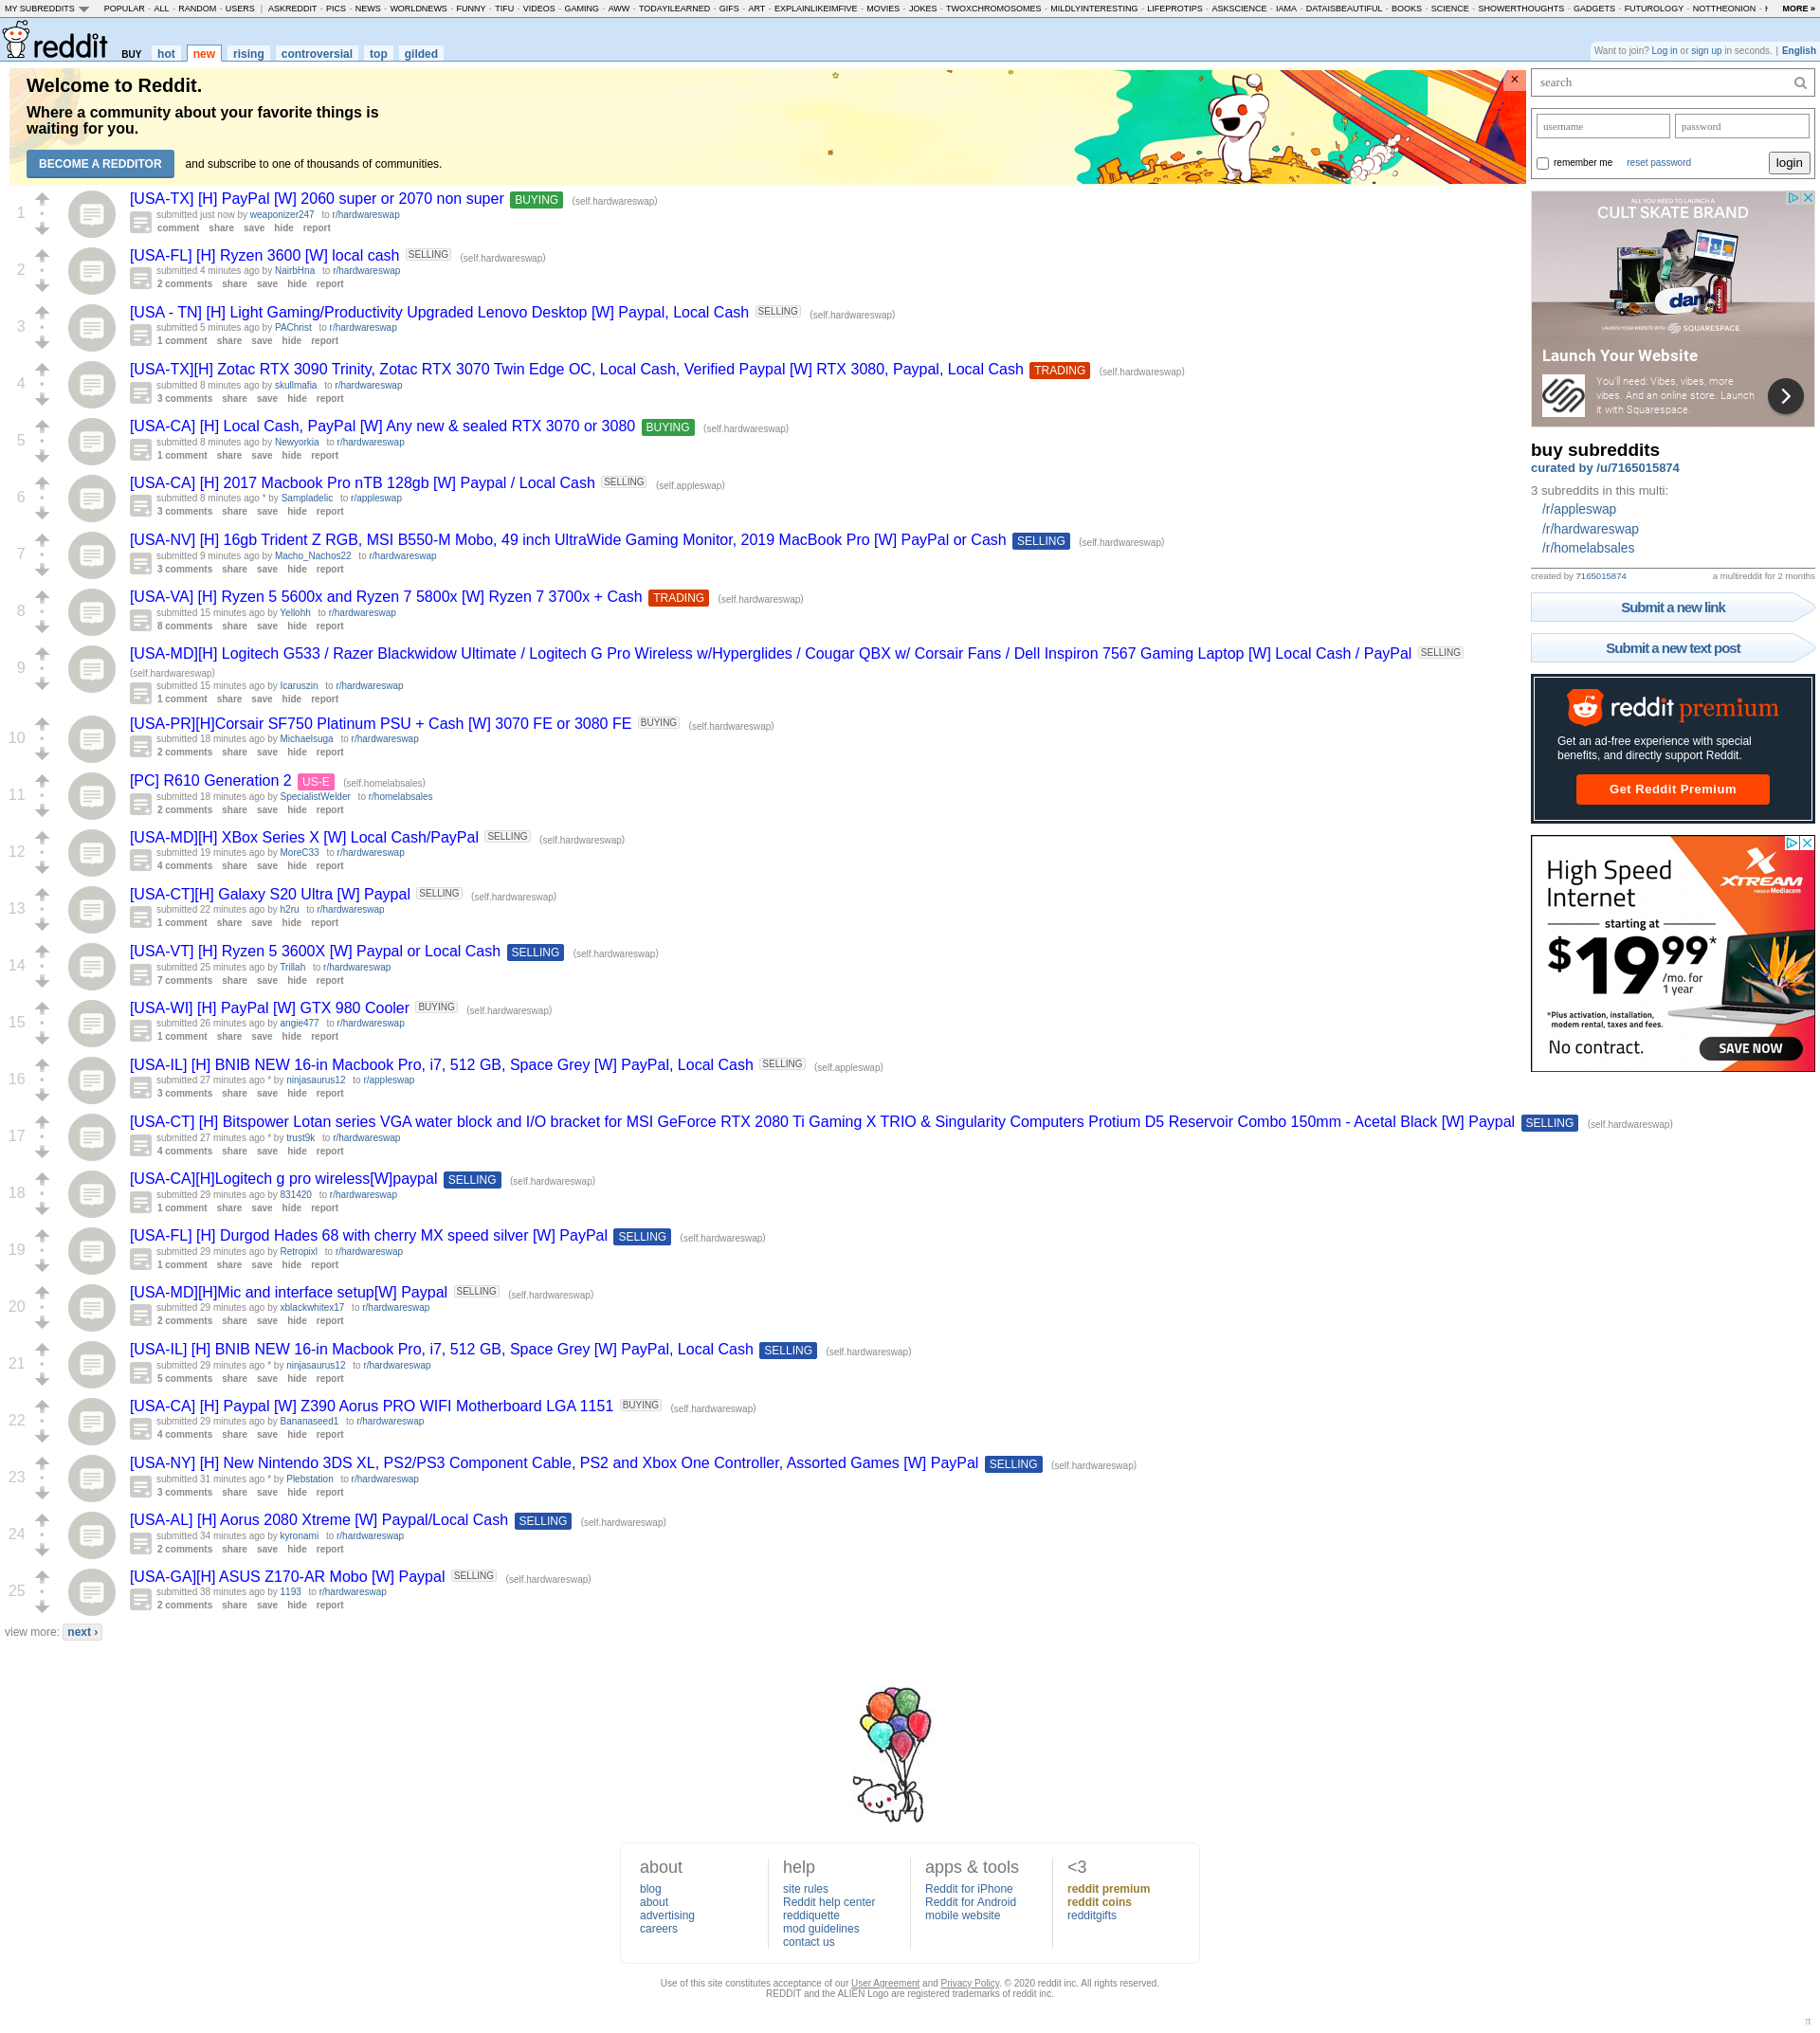 MY SUBREDDITS POPULAR - ALL - RANDOM - USERS | ASKREDDIT - PICS - NEWS - WORLDNEWS - FUNNY - TIFU - VIDEOS - GAMING - AWW - TODAYILEARNED - GIFS - ART - EXPLAINLIKEIMFIVE - MOVIES - JOKES - TWOXCHROMOSOMES - MILDLYINTERESTING - LIFEPROTIPS - ASKSCIENCE - IAMA - DATAISBEAUTIFUL - BOOKS - SCIENCE - SHOWERTHOUGHTS - GADGETS - FUTUROLOGY - NOTTHEONION - MORE »
reddit BUY hot new rising controversial top gilded
Want to join? Log in or sign up in seconds. | English
Welcome to Reddit.
Where a community about your favorite things is
waiting for you.
BECOME A REDDITOR and subscribe to one of thousands of communities.
×
1
[USA-TX] [H] PayPal [W] 2060 super or 2070 non super BUYING (self.hardwareswap)
submitted just now by weaponizer247 to r/hardwareswap
comment share save hide report
2
[USA-FL] [H] Ryzen 3600 [W] local cash SELLING (self.hardwareswap)
submitted 4 minutes ago by NairbHna to r/hardwareswap
2 comments share save hide report
3
[USA - TN] [H] Light Gaming/Productivity Upgraded Lenovo Desktop [W] Paypal, Local Cash SELLING (self.hardwareswap)
submitted 5 minutes ago by PAChrist to r/hardwareswap
1 comment share save hide report
4
[USA-TX][H] Zotac RTX 3090 Trinity, Zotac RTX 3070 Twin Edge OC, Local Cash, Verified Paypal [W] RTX 3080, Paypal, Local Cash TRADING (self.hardwareswap)
submitted 8 minutes ago by skullmafia to r/hardwareswap
3 comments share save hide report
5
[USA-CA] [H] Local Cash, PayPal [W] Any new & sealed RTX 3070 or 3080 BUYING (self.hardwareswap)
submitted 8 minutes ago by Newyorkia to r/hardwareswap
1 comment share save hide report
6
[USA-CA] [H] 2017 Macbook Pro nTB 128gb [W] Paypal / Local Cash SELLING (self.appleswap)
submitted 8 minutes ago * by Sampladelic to r/appleswap
3 comments share save hide report
7
[USA-NV] [H] 16gb Trident Z RGB, MSI B550-M Mobo, 49 inch UltraWide Gaming Monitor, 2019 MacBook Pro [W] PayPal or Cash SELLING (self.hardwareswap)
submitted 9 minutes ago by Macho_Nachos22 to r/hardwareswap
3 comments share save hide report
8
[USA-VA] [H] Ryzen 5 5600x and Ryzen 7 5800x [W] Ryzen 7 3700x + Cash TRADING (self.hardwareswap)
submitted 15 minutes ago by Yellohh to r/hardwareswap
8 comments share save hide report
9
[USA-MD][H] Logitech G533 / Razer Blackwidow Ultimate / Logitech G Pro Wireless w/Hyperglides / Cougar QBX w/ Corsair Fans / Dell Inspiron 7567 Gaming Laptop [W] Local Cash / PayPal SELLING
(self.hardwareswap)
submitted 15 minutes ago by Icaruszin to r/hardwareswap
1 comment share save hide report
10
[USA-PR][H]Corsair SF750 Platinum PSU + Cash [W] 3070 FE or 3080 FE BUYING (self.hardwareswap)
submitted 18 minutes ago by Michaelsuga to r/hardwareswap
2 comments share save hide report
11
[PC] R610 Generation 2 US-E (self.homelabsales)
submitted 18 minutes ago by SpecialistWelder to r/homelabsales
2 comments share save hide report
12
[USA-MD][H] XBox Series X [W] Local Cash/PayPal SELLING (self.hardwareswap)
submitted 19 minutes ago by MoreC33 to r/hardwareswap
4 comments share save hide report
13
[USA-CT][H] Galaxy S20 Ultra [W] Paypal SELLING (self.hardwareswap)
submitted 22 minutes ago by h2ru to r/hardwareswap
1 comment share save hide report
14
[USA-VT] [H] Ryzen 5 3600X [W] Paypal or Local Cash SELLING (self.hardwareswap)
submitted 25 minutes ago by Trillah to r/hardwareswap
7 comments share save hide report
15
[USA-WI] [H] PayPal [W] GTX 980 Cooler BUYING (self.hardwareswap)
submitted 26 minutes ago by angie477 to r/hardwareswap
1 comment share save hide report
16
[USA-IL] [H] BNIB NEW 16-in Macbook Pro, i7, 512 GB, Space Grey [W] PayPal, Local Cash SELLING (self.appleswap)
submitted 27 minutes ago * by ninjasaurus12 to r/appleswap
3 comments share save hide report
17
[USA-CT] [H] Bitspower Lotan series VGA water block and I/O bracket for MSI GeForce RTX 2080 Ti Gaming X TRIO & Singularity Computers Protium D5 Reservoir Combo 150mm - Acetal Black [W] Paypal SELLING (self.hardwareswap)
submitted 27 minutes ago * by trust9k to r/hardwareswap
4 comments share save hide report
18
[USA-CA][H]Logitech g pro wireless[W]paypal SELLING (self.hardwareswap)
submitted 29 minutes ago by 831420 to r/hardwareswap
1 comment share save hide report
19
[USA-FL] [H] Durgod Hades 68 with cherry MX speed silver [W] PayPal SELLING (self.hardwareswap)
submitted 29 minutes ago by Retropixl to r/hardwareswap
1 comment share save hide report
20
[USA-MD][H]Mic and interface setup[W] Paypal SELLING (self.hardwareswap)
submitted 29 minutes ago by xblackwhitex17 to r/hardwareswap
2 comments share save hide report
21
[USA-IL] [H] BNIB NEW 16-in Macbook Pro, i7, 512 GB, Space Grey [W] PayPal, Local Cash SELLING (self.hardwareswap)
submitted 29 minutes ago * by ninjasaurus12 to r/hardwareswap
5 comments share save hide report
22
[USA-CA] [H] Paypal [W] Z390 Aorus PRO WIFI Motherboard LGA 1151 BUYING (self.hardwareswap)
submitted 29 minutes ago by Bananaseed1 to r/hardwareswap
4 comments share save hide report
23
[USA-NY] [H] New Nintendo 3DS XL, PS2/PS3 Component Cable, PS2 and Xbox One Controller, Assorted Games [W] PayPal SELLING (self.hardwareswap)
submitted 31 minutes ago * by Plebstation to r/hardwareswap
3 comments share save hide report
24
[USA-AL] [H] Aorus 2080 Xtreme [W] Paypal/Local Cash SELLING (self.hardwareswap)
submitted 34 minutes ago by kyronami to r/hardwareswap
2 comments share save hide report
25
[USA-GA][H] ASUS Z170-AR Mobo [W] Paypal SELLING (self.hardwareswap)
submitted 38 minutes ago by 1193 to r/hardwareswap
2 comments share save hide report
view more: next ›
search
username password
remember me reset password login
ALL YOU NEED TO LAUNCH A
CULT SKATE BRAND
dam
LAUNCH YOUR WEBSITE WITH SQUARESPACE
Launch Your Website
You'll need: Vibes, vibes, more
vibes. And an online store. Launch
it with Squarespace.
buy subreddits
curated by /u/7165015874
3 subreddits in this multi:
/r/appleswap
/r/hardwareswap
/r/homelabsales
created by 7165015874 a multireddit for 2 months
Submit a new link
Submit a new text post
reddit premium
Get an ad-free experience with special
benefits, and directly support Reddit.
Get Reddit Premium
High Speed
Internet
XTREAM
powered by Mediacom
starting at
$19 99*
/mo. for
1 year
*Plus activation, installation,
modem rental, taxes and fees.
No contract. SAVE NOW
about
blog
about
advertising
careers
help
site rules
Reddit help center
reddiquette
mod guidelines
contact us
apps & tools
Reddit for iPhone
Reddit for Android
mobile website
<3
reddit premium
reddit coins
redditgifts
Use of this site constitutes acceptance of our User Agreement and Privacy Policy. © 2020 reddit inc. All rights reserved.
REDDIT and the ALIEN Logo are registered trademarks of reddit inc.
π